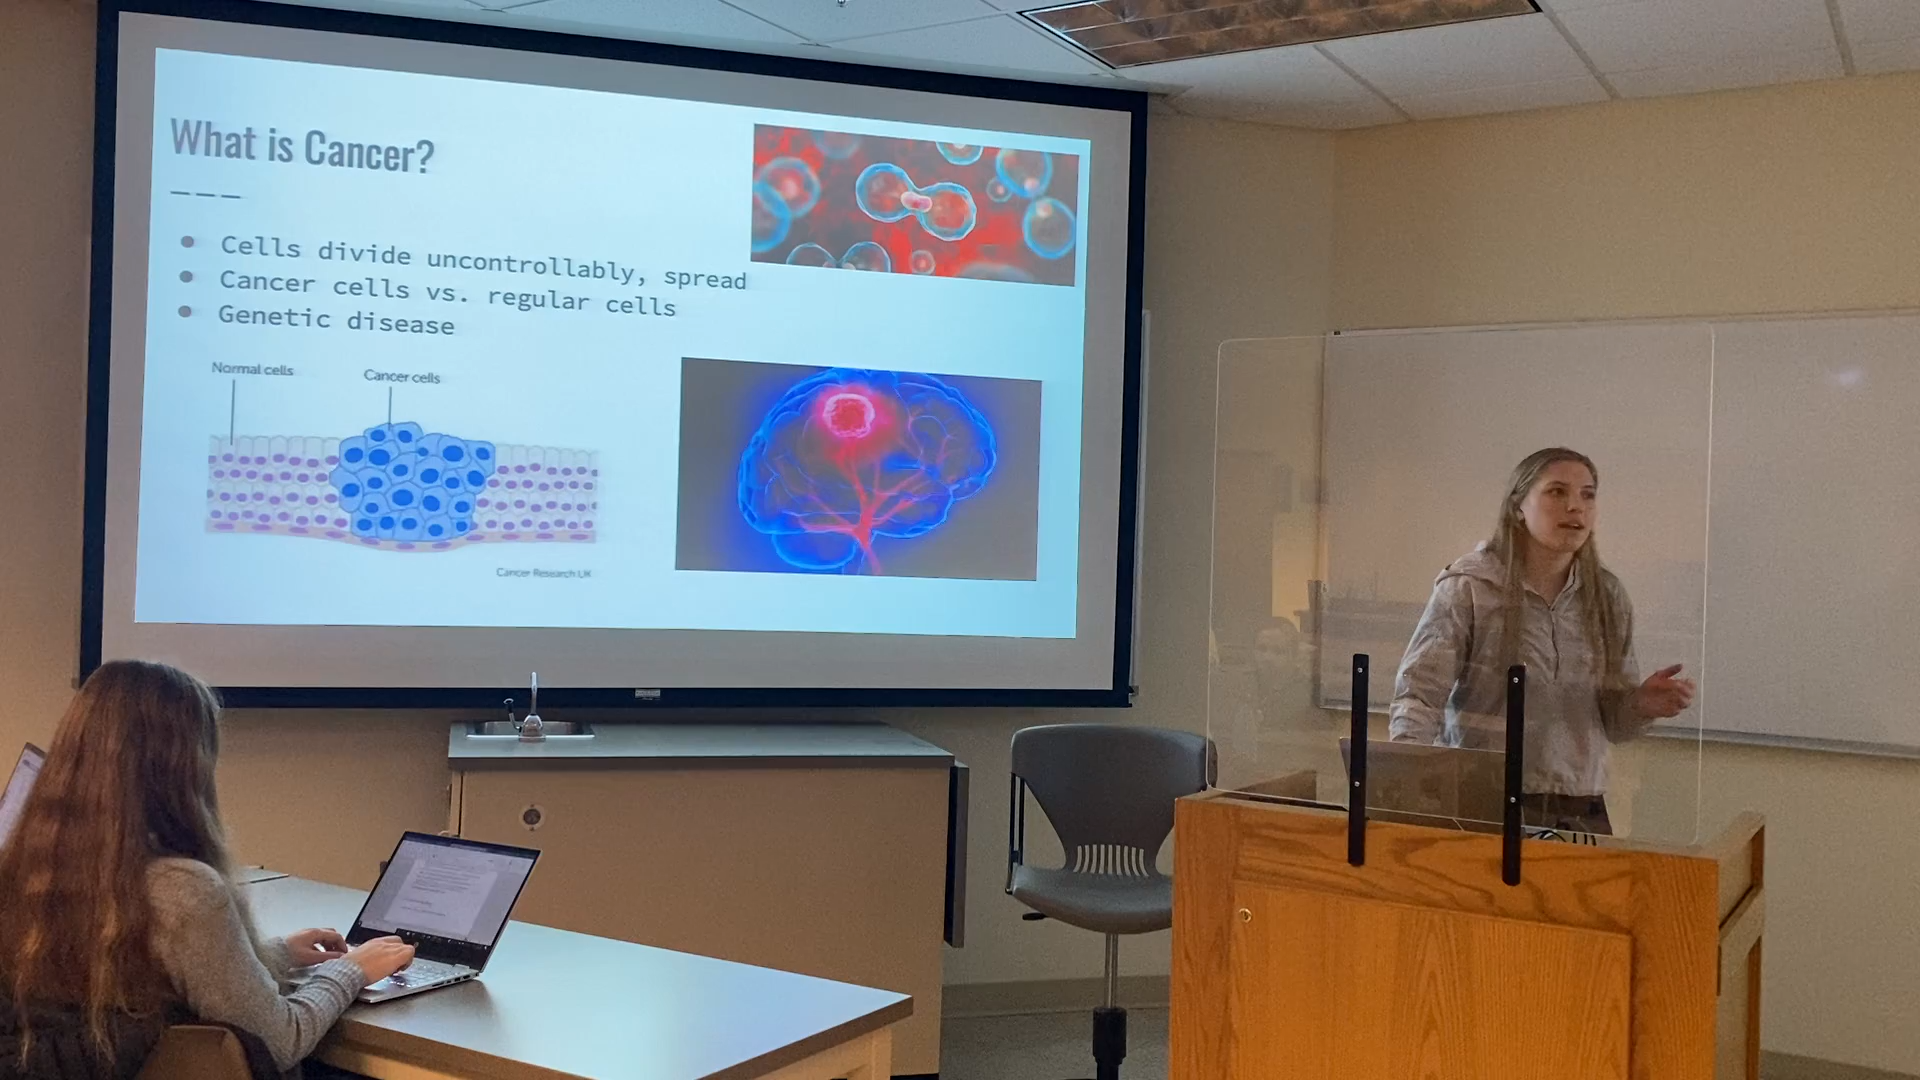 What is Cancer?
Cells divide uncontrollably, spread
Cancer cells vs. regular cells
Genetic disease
Normal cells
Cancer cells
Cancer Research UK